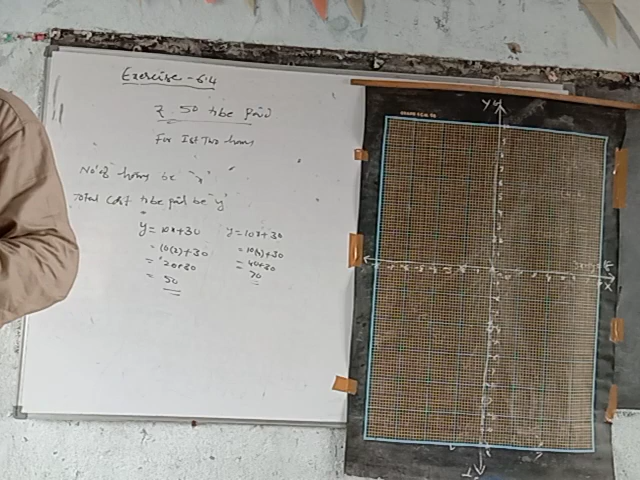 Exercise - 6.4
₹ 50 to be paid
For Ist Two hours
No of hours be "x"
Total Cost to be paid be "y"
y = 10x+30 y = 10x+30
= 10(2)+30 = 10(4)+30
= 20+30 = 40+30
= 50 70
Y
X